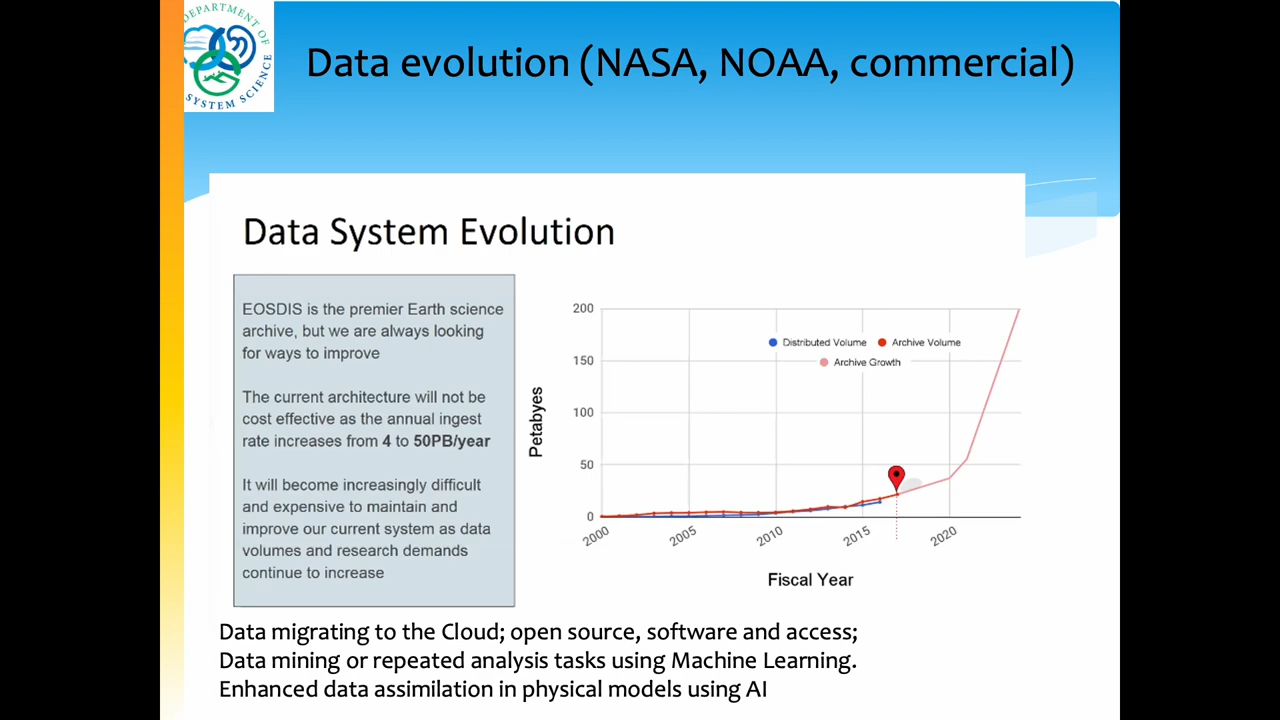 DEPARTMENT OF
SYSTEM SCIENCE
Data evolution (NASA, NOAA, commercial)
Data System Evolution
EOSDIS is the premier Earth science
archive, but we are always looking
for ways to improve
The current architecture will not be
cost effective as the annual ingest
rate increases from 4 to 50PB/year
It will become increasingly difficult
and expensive to maintain and
improve our current system as data
volumes and research demands
continue to increase
Petabyes
200
150
100
50
0
Distributed Volume
Archive Volume
Archive Growth
2000
2005
2010
2015
2020
Fiscal Year
Data migrating to the Cloud; open source, software and access;
Data mining or repeated analysis tasks using Machine Learning.
Enhanced data assimilation in physical models using AI